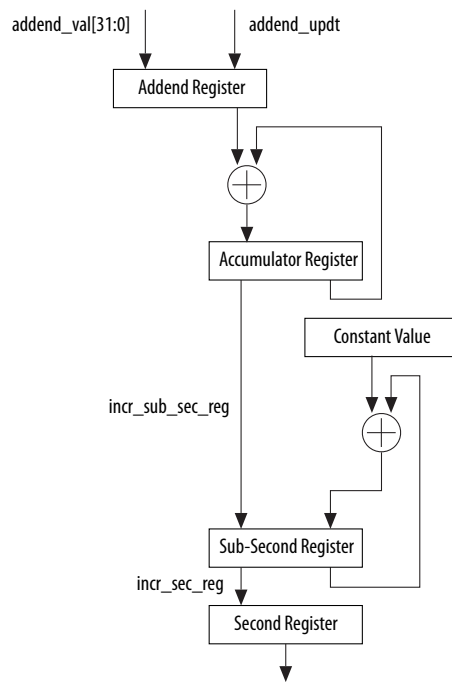 addend_val[31:0]
addend_updt
Addend Register
Accumulator Register
Constant Value
incr_sub_sec_reg
Sub-Second Register
incr_sec_reg
Second Register